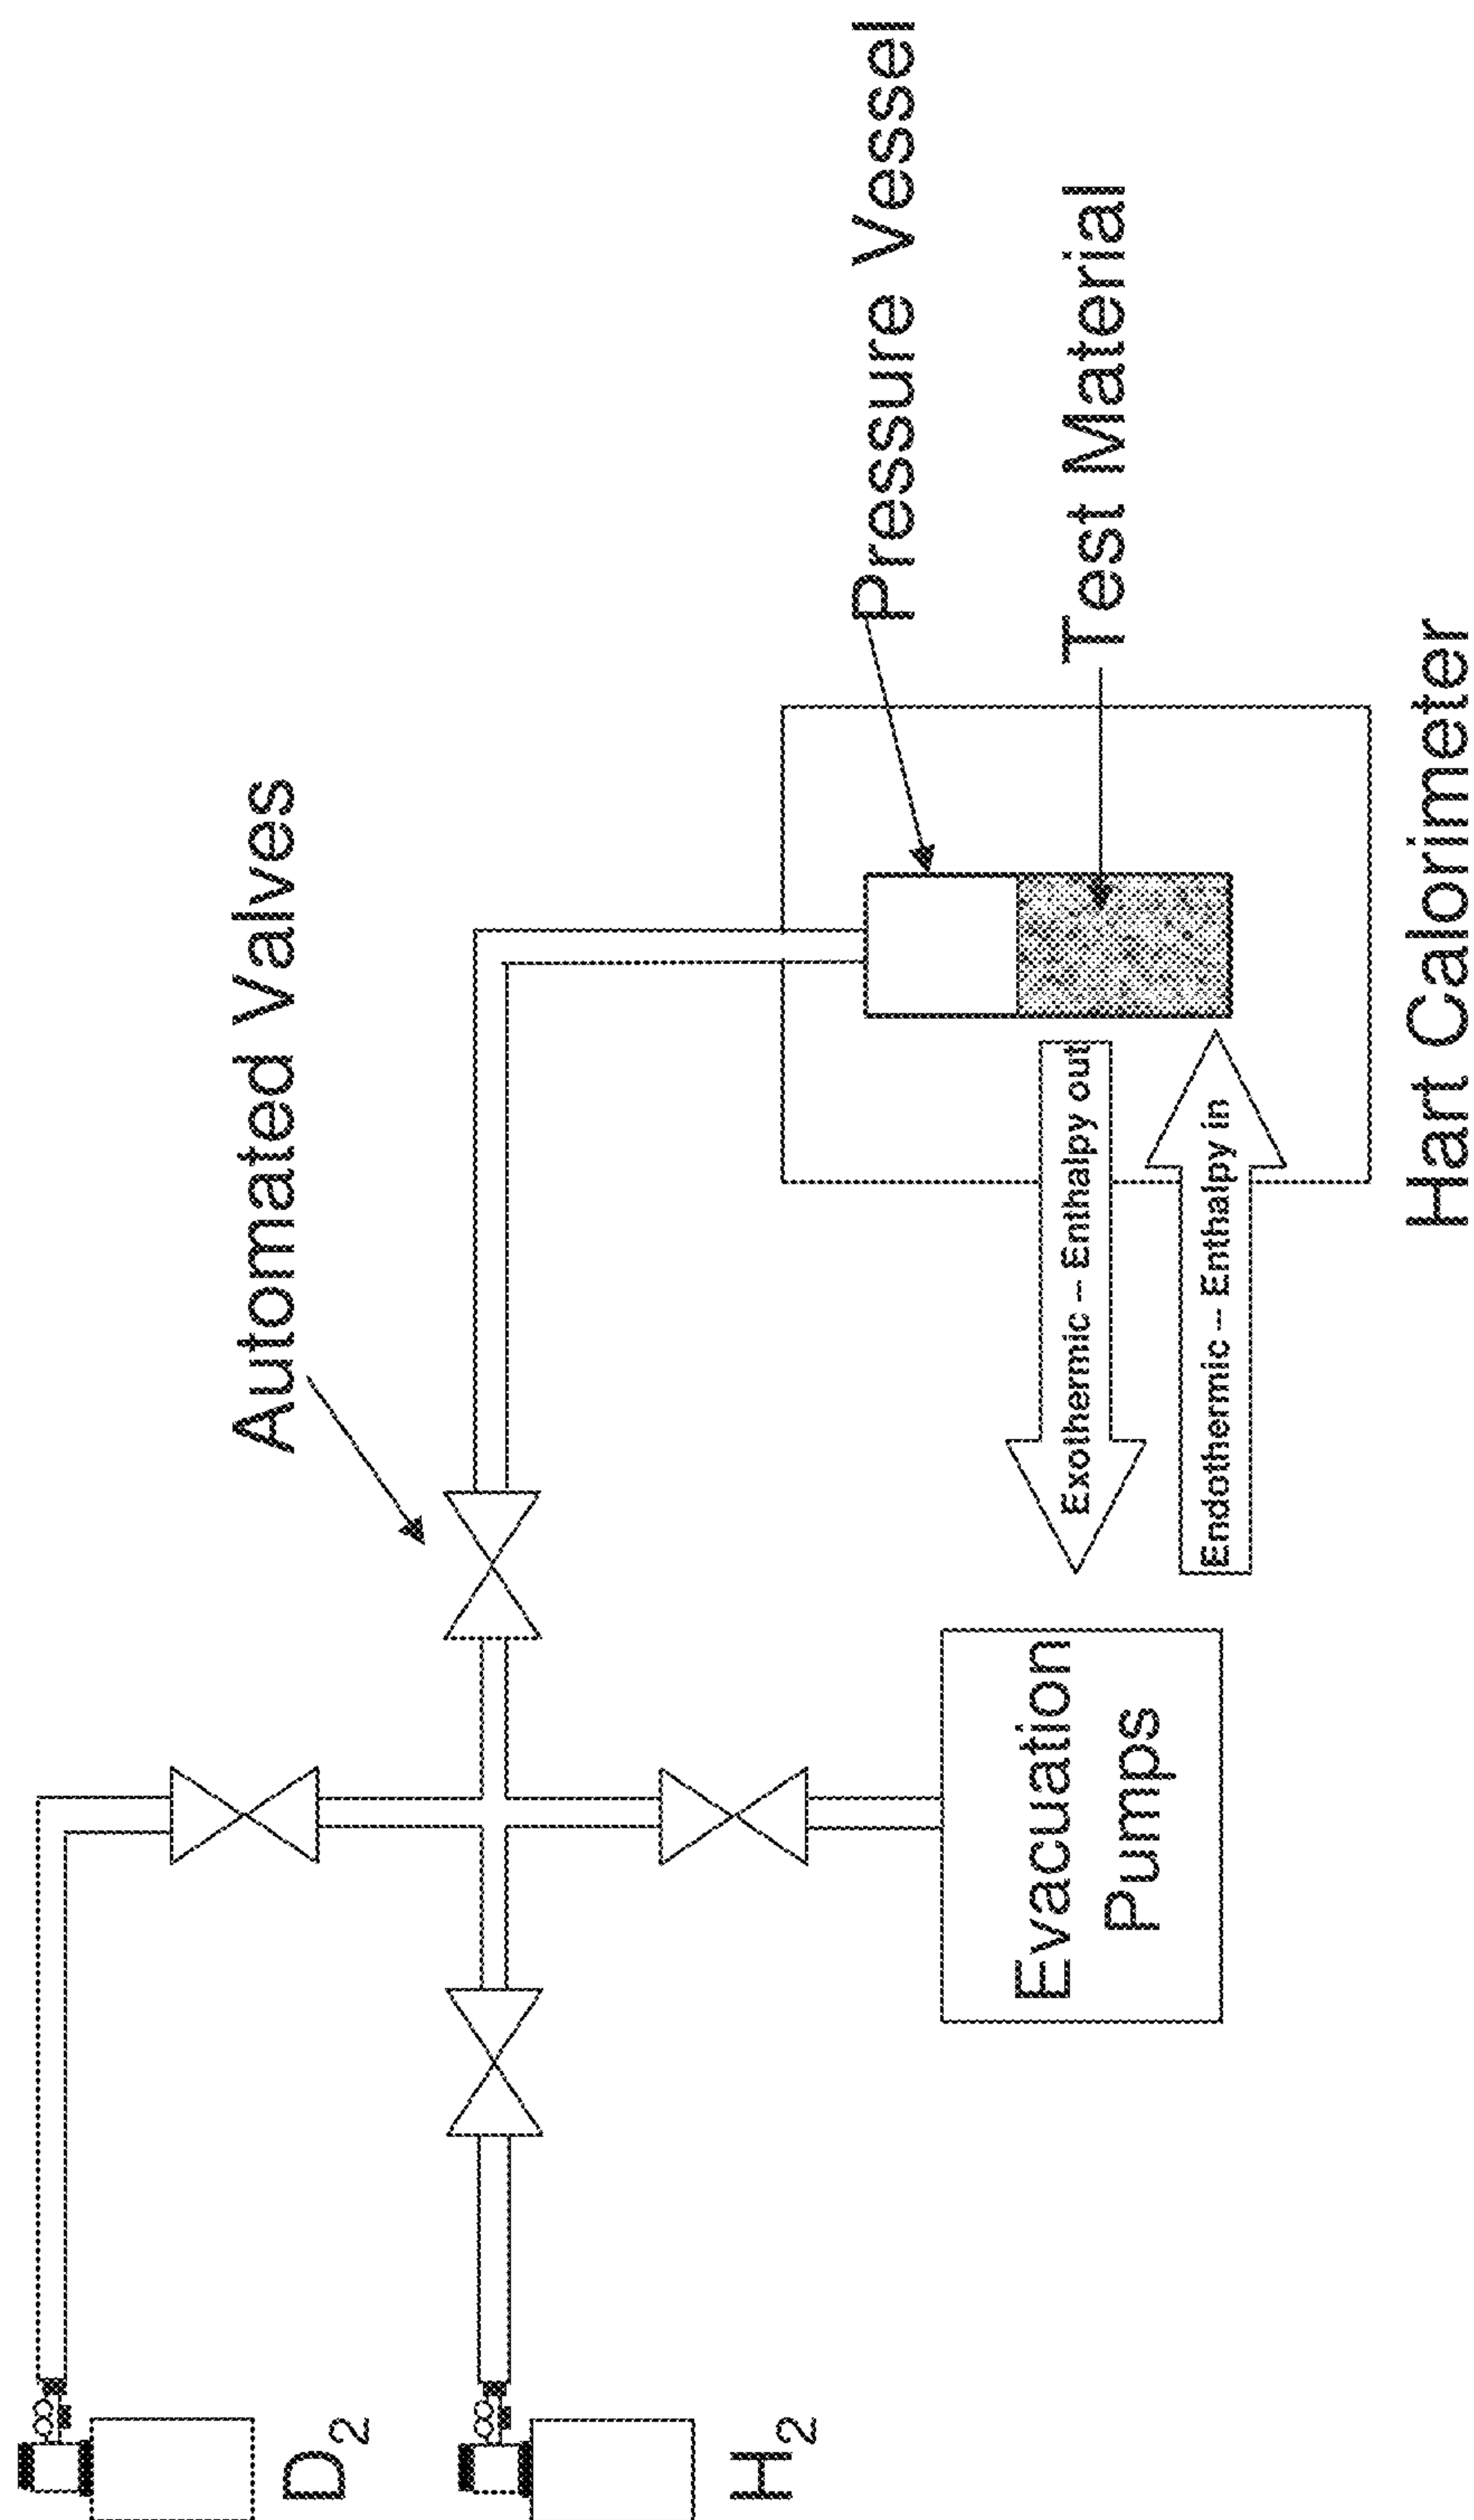 D2
Automated Valves
H2
Pressure Vessel
Test Material
Exothermic – Enthalpy out
Endothermic – Enthalpy in
Evacuation
Pumps
Hart Calorimeter